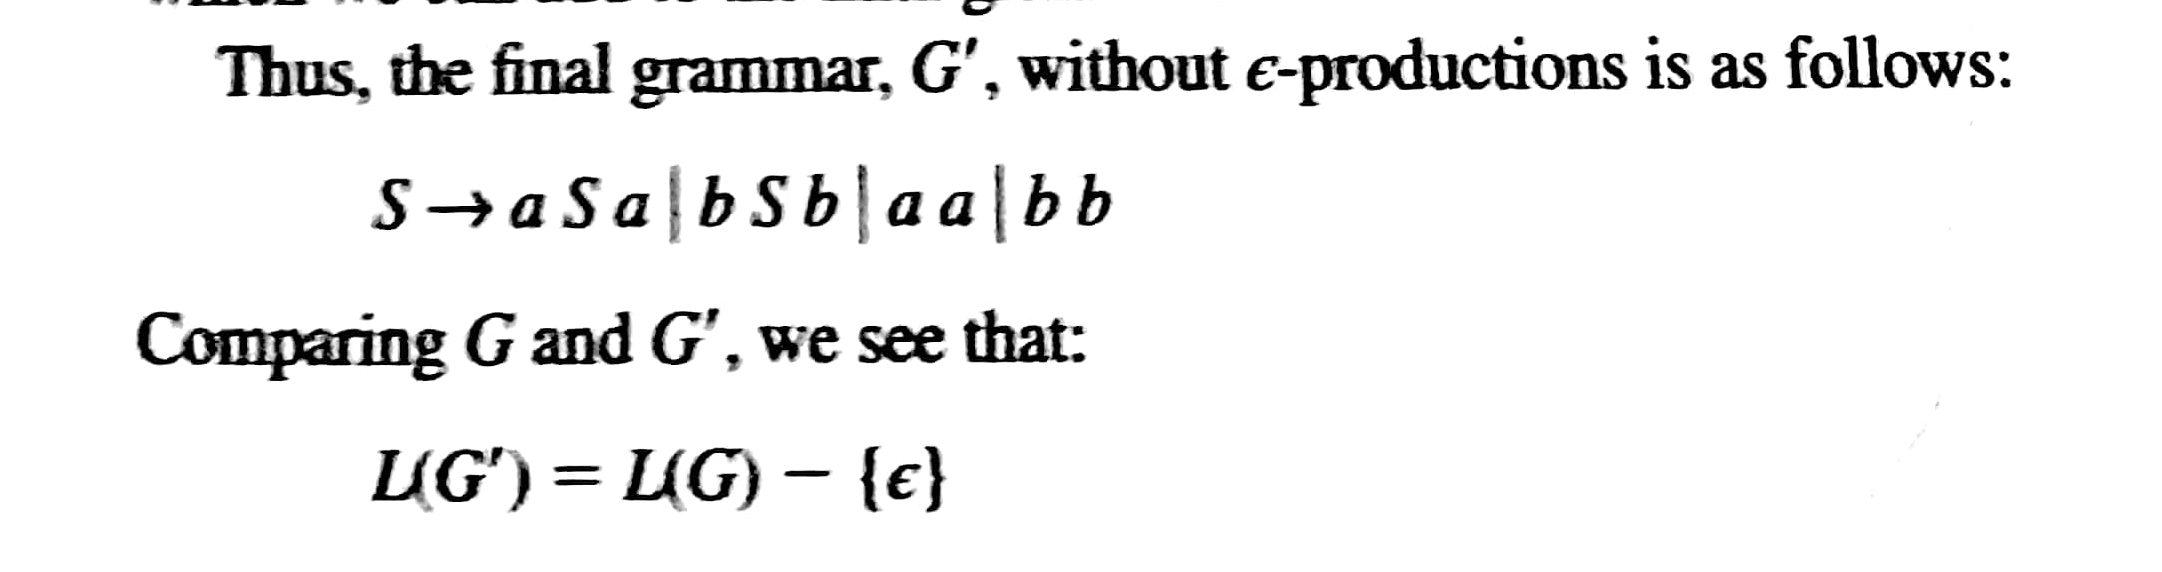 Thus, the final grammar, G′, without ϵ-productions is as follows:
S → a S a | b S b | a a | b b
Comparing G and G′, we see that:
L(G′) = L(G) − {ϵ}